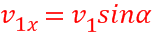 v₁ₓ = v₁sinα